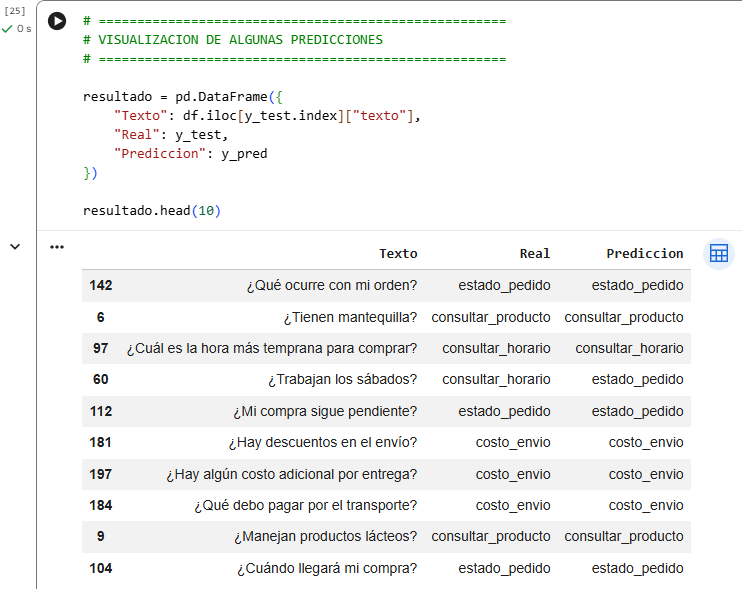 [25]
0 s
# ====================================================
# VISUALIZACION DE ALGUNAS PREDICCIONES
# ====================================================
resultado = pd.DataFrame({
"Texto": df.iloc[y_test.index]["texto"],
"Real": y_test,
"Prediccion": y_pred
})
resultado.head(10)
Texto Real Prediccion
142 ¿Qué ocurre con mi orden? estado_pedido estado_pedido
6 ¿Tienen mantequilla? consultar_producto consultar_producto
97 ¿Cuál es la hora más temprana para comprar? consultar_horario consultar_horario
60 ¿Trabajan los sábados? consultar_horario estado_pedido
112 ¿Mi compra sigue pendiente? estado_pedido estado_pedido
181 ¿Hay descuentos en el envío? costo_envio costo_envio
197 ¿Hay algún costo adicional por entrega? costo_envio costo_envio
184 ¿Qué debo pagar por el transporte? costo_envio costo_envio
9 ¿Manejan productos lácteos? consultar_producto consultar_producto
104 ¿Cuándo llegará mi compra? estado_pedido estado_pedido